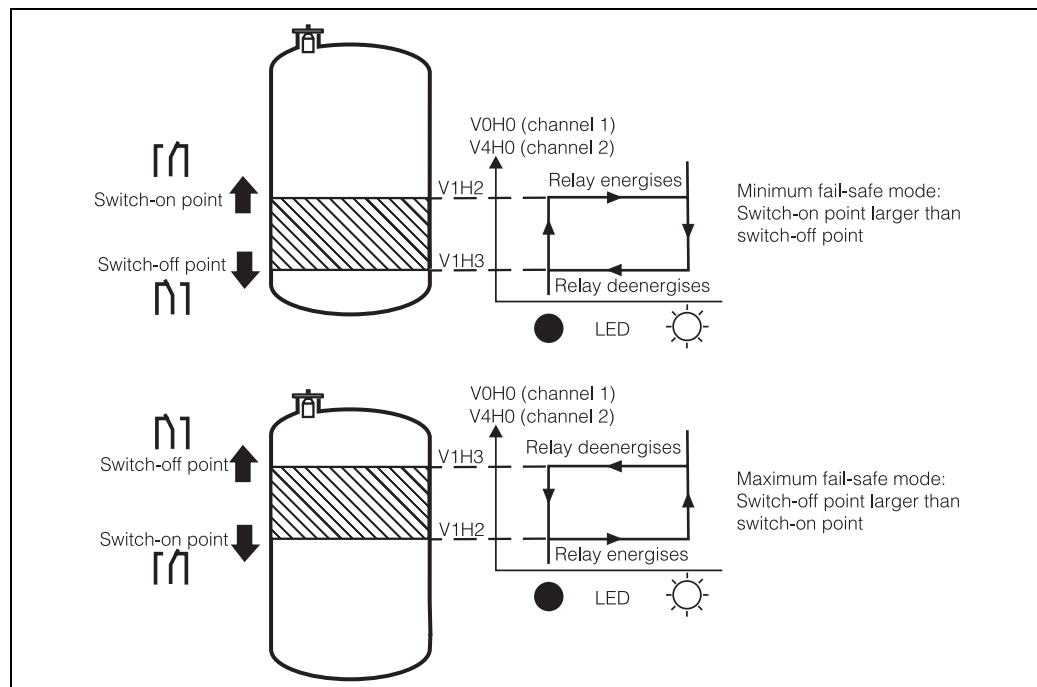 V0H0 (channel 1)
V4H0 (channel 2)
Switch-on point
V1H2
Relay energises
Minimum fail-safe mode:
Switch-on point larger than
switch-off point
Switch-off point
V1H3
Relay deenergises
LED
V0H0 (channel 1)
V4H0 (channel 2)
Switch-off point
V1H3
Relay deenergises
Maximum fail-safe mode:
Switch-off point larger than
switch-on point
Switch-on point
V1H2
Relay energises
LED